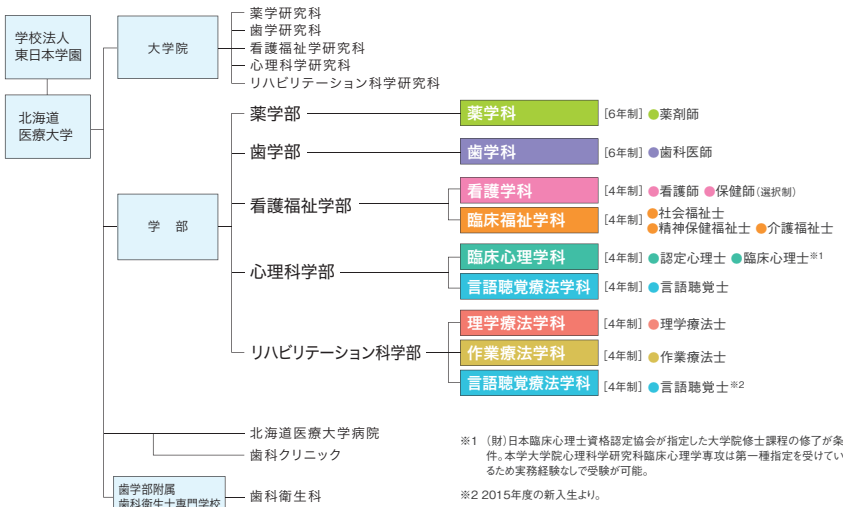 学校法人
東日本学園
北海道
医療大学
大学院
薬学研究科
歯学研究科
看護福祉学研究科
心理科学研究科
リハビリテーション科学研究科
学 部
薬学部
薬学科 [6年制] ●薬剤師
歯学部
歯学科 [6年制] ●歯科医師
看護福祉学部
看護学科 [4年制] ●看護師 ●保健師(選択制)
臨床福祉学科 [4年制] ●社会福祉士
●精神保健福祉士 ●介護福祉士
心理科学部
臨床心理学科 [4年制] ●認定心理士 ●臨床心理士※1
言語聴覚療法学科 [4年制] ●言語聴覚士
リハビリテーション科学部
理学療法学科 [4年制] ●理学療法士
作業療法学科 [4年制] ●作業療法士
言語聴覚療法学科 [4年制] ●言語聴覚士※2
北海道医療大学病院
歯科クリニック
歯学部附属
歯科衛生士専門学校
歯科衛生科
※1 (財)日本臨床心理士資格認定協会が指定した大学院修士課程の修了が条
件。本学大学院心理科学研究科臨床心理学専攻は第一種指定を受けてい
るため実務経験なしで受験が可能。
※2 2015年度の新入生より。